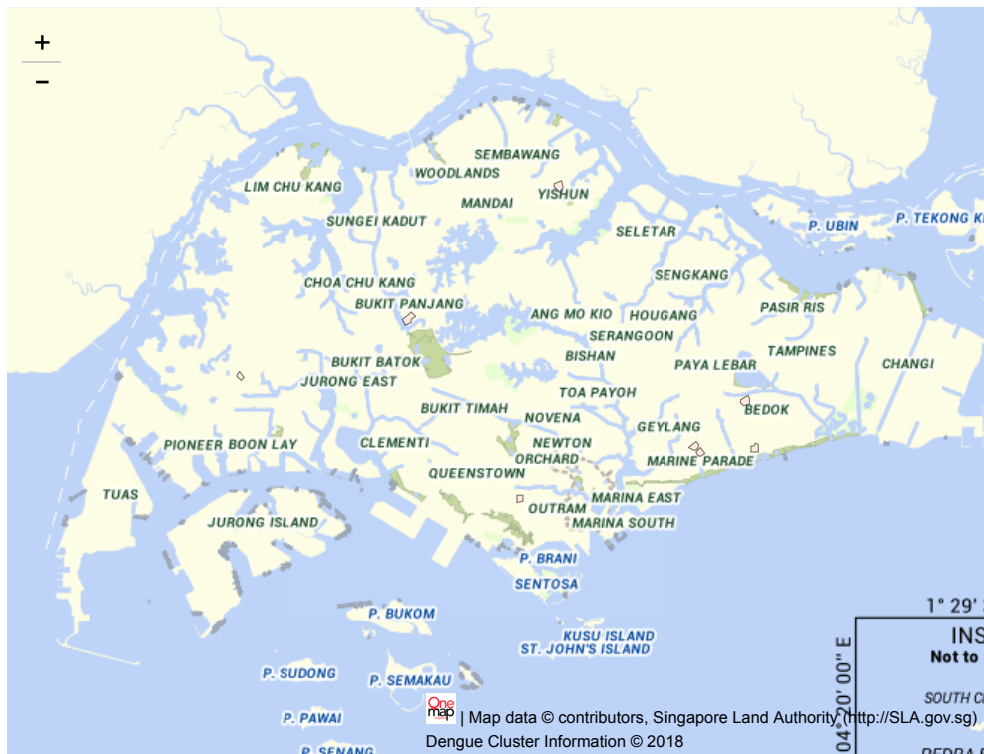 +
−
SEMBAWANG
WOODLANDS
LIM CHU KANG
YISHUN
MANDAI
SUNGEI KADUT
P. UBIN
P. TEKONG
SELETAR
SENGKANG
CHOA CHU KANG
BUKIT PANJANG
PASIR RIS
ANG MO KIO
HOUGANG
SERANGOON
BISHAN
TAMPINES
BUKIT BATOK
PAYA LEBAR
CHANGI
JURONG EAST
TOA PAYOH
BUKIT TIMAH
BEDOK
NOVENA
GEYLANG
PIONEER
BOON LAY
CLEMENTI
NEWTON
ORCHARD
MARINE PARADE
QUEENSTOWN
TUAS
MARINA EAST
OUTRAM
JURONG ISLAND
MARINA SOUTH
P. BRANI
SENTOSA
1° 29'
P. BUKOM
KUSU ISLAND
ST. JOHN'S ISLAND
INS
Not to
P. SUDONG
P. SEMAKAU
04° 20' 00" E
SOUTH
P. PAWAI
One
map
| Map data © contributors, Singapore Land Authority (http://SLA.gov.sg)
Dengue Cluster Information © 2018
P. SENANG
PEDRA